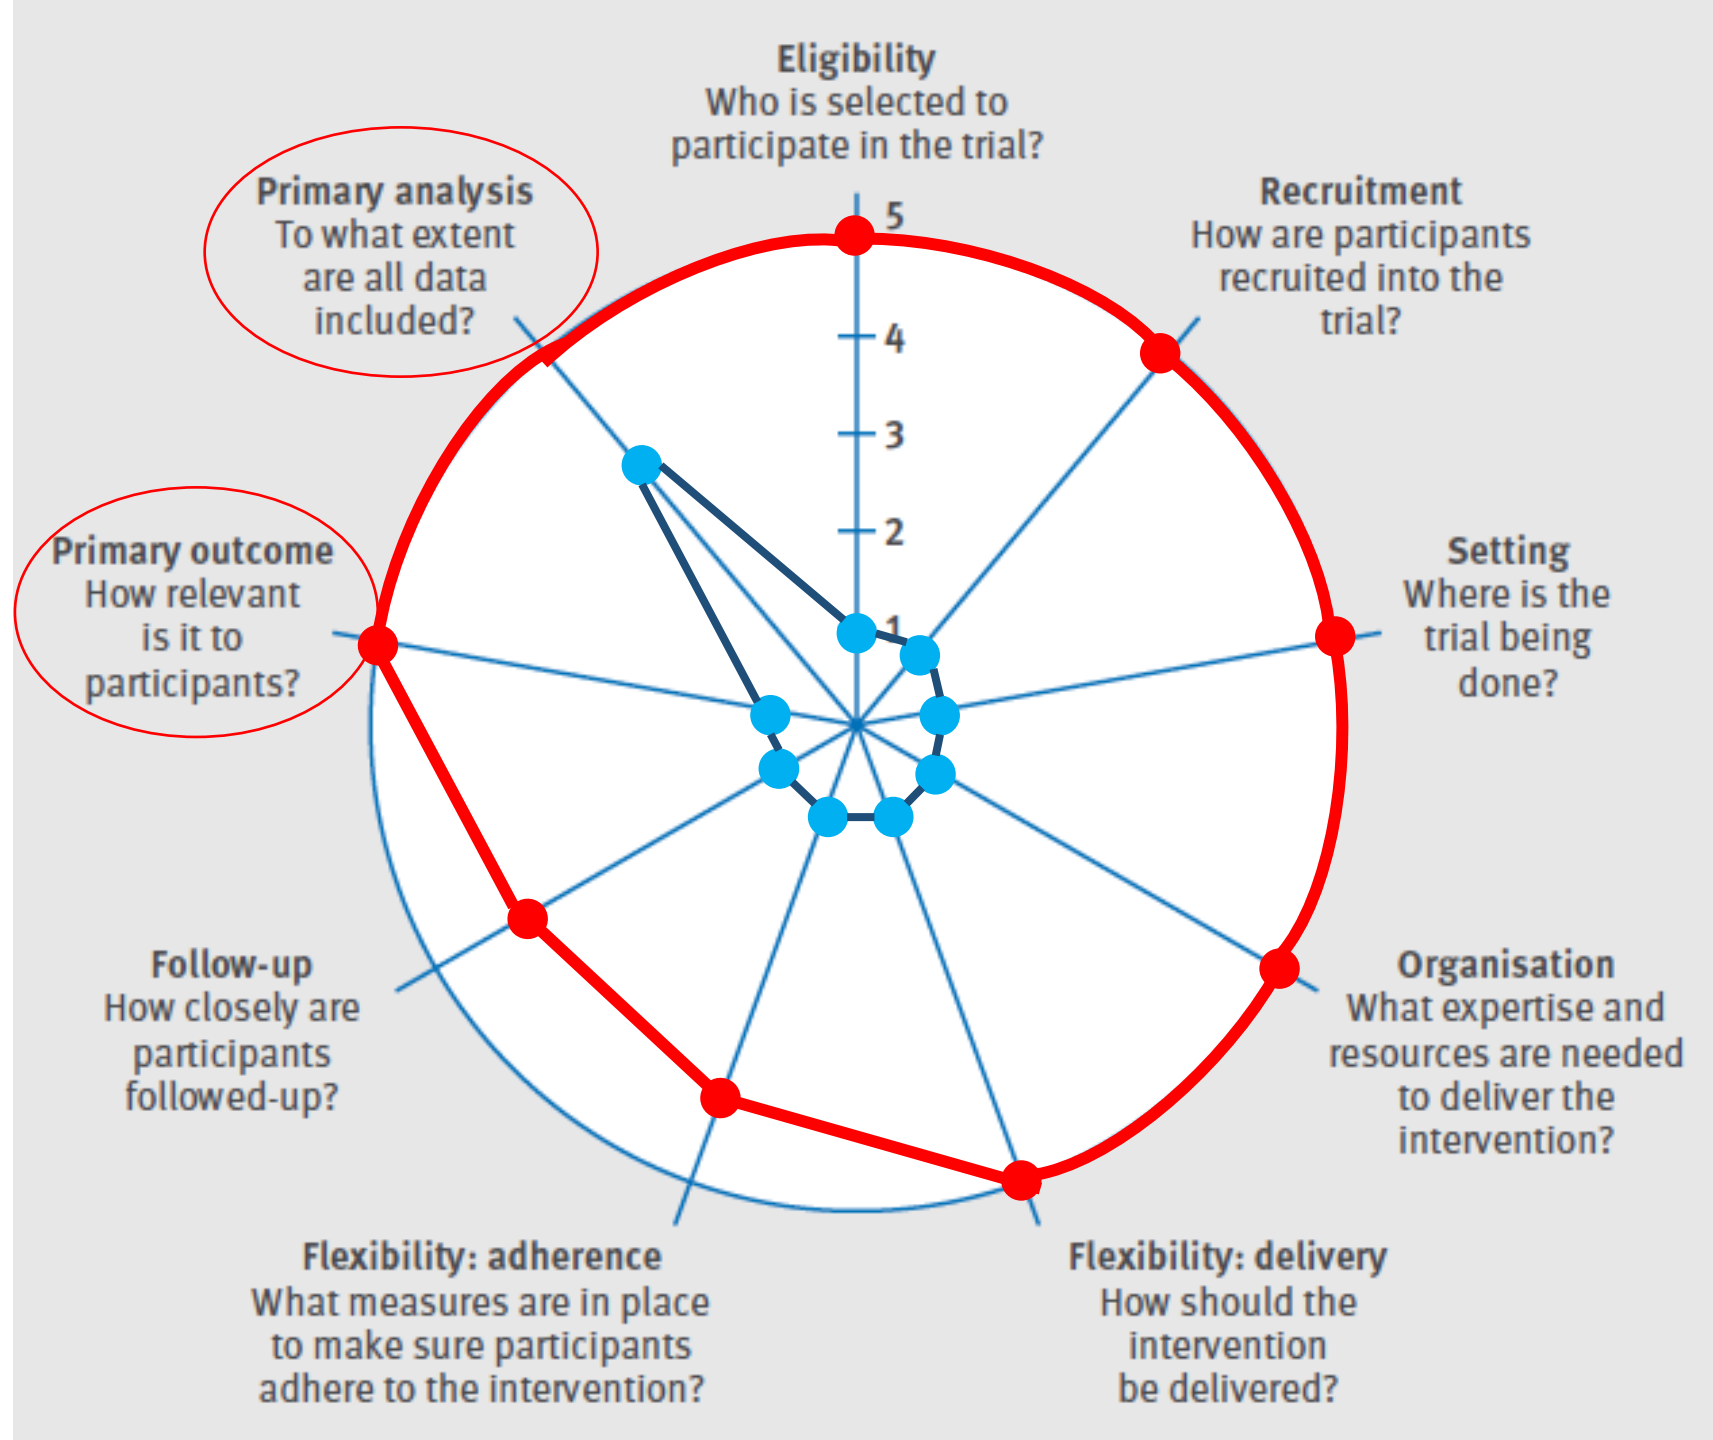 Eligibility
Who is selected to
participate in the trial?
Primary analysis
To what extent
are all data
included?
Recruitment
How are participants
recruited into the
trial?
5
4
3
2
1
Primary outcome
How relevant
is it to
participants?
Setting
Where is the
trial being
done?
Follow-up
How closely are
participants
followed-up?
Organisation
What expertise and
resources are needed
to deliver the
intervention?
Flexibility: adherence
What measures are in place
to make sure participants
adhere to the intervention?
Flexibility: delivery
How should the
intervention
be delivered?